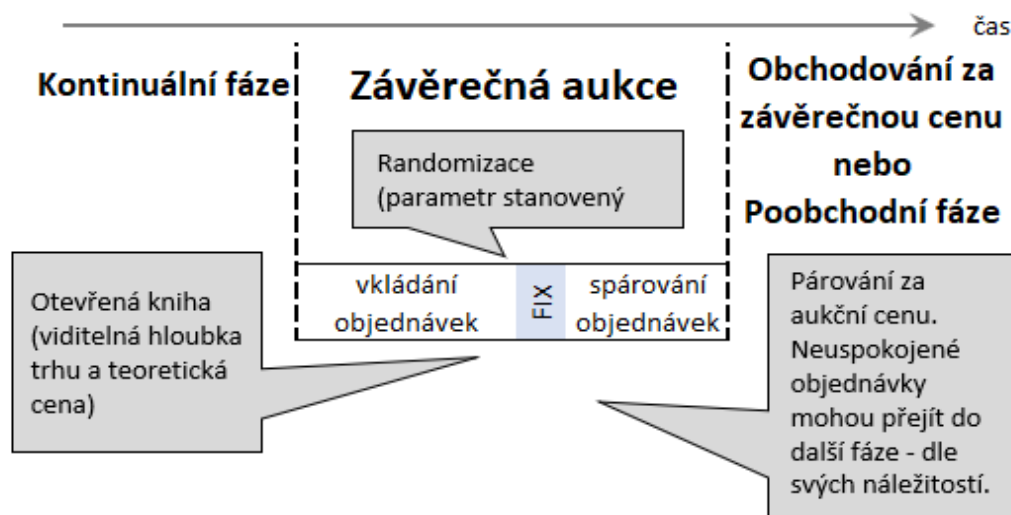 čas
Kontinuální fáze
Závěrečná aukce
Obchodování za
závěrečnou cenu
nebo
Poobchodní fáze
Randomizace
(parametr stanovený
Otevřená kniha
(viditelná hloubka
trhu a teoretická
cena)
vkládání
objednávek
FIX
spárování
objednávek
Párování za
aukční cenu.
Neuspokojené
objednávky
mohou přejít do
další fáze - dle
svých náležitostí.